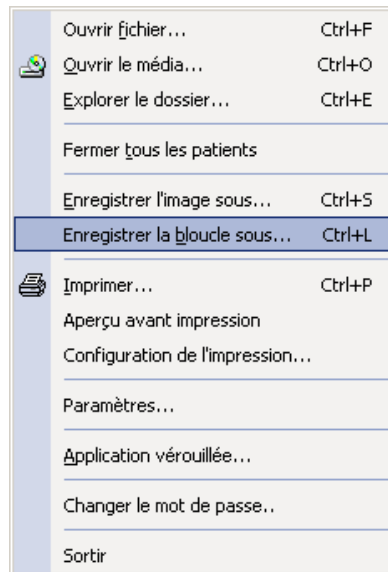 Ouvrir fichier... Ctrl+F
Ouvrir le média... Ctrl+O
Explorer le dossier... Ctrl+E
Fermer tous les patients
Enregistrer l'image sous... Ctrl+S
Enregistrer la bloucle sous... Ctrl+L
Imprimer... Ctrl+P
Aperçu avant impression
Configuration de l'impression...
Paramètres...
Application vérouillée...
Changer le mot de passe..
Sortir